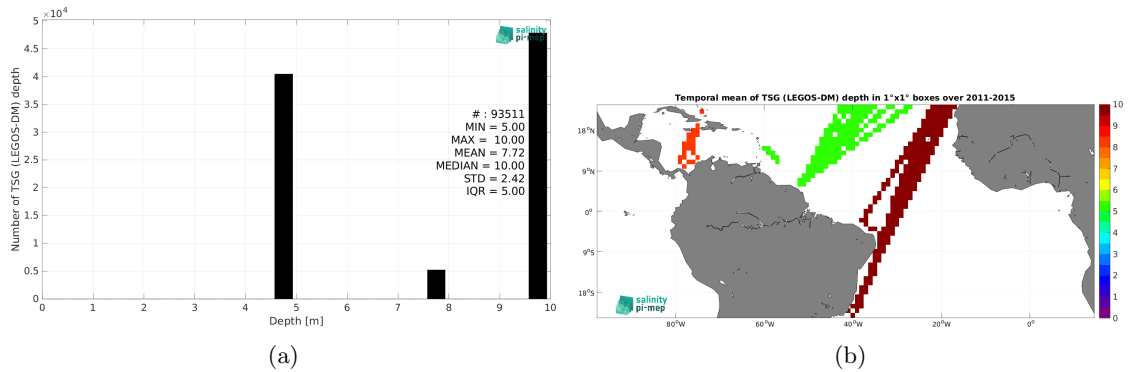 ×10⁴
5
4.5
4
3.5
3
2.5
2
1.5
1
0.5
0
Number of TSG (LEGOS-DM) depth
salinity
pi-mep
# : 93511
MIN = 5.00
MAX = 10.00
MEAN = 7.72
MEDIAN = 10.00
STD = 2.42
IQR = 5.00
0 1 2 3 4 5 6 7 8 9 10
Depth [m]
(a)
Temporal mean of TSG (LEGOS-DM) depth in 1°x1° boxes over 2011-2015
18°N
9°N
0°
9°S
18°S
salinity
pi-mep
80°W 60°W 40°W 20°W 0°
10
9
8
7
6
5
4
3
2
1
0
(b)